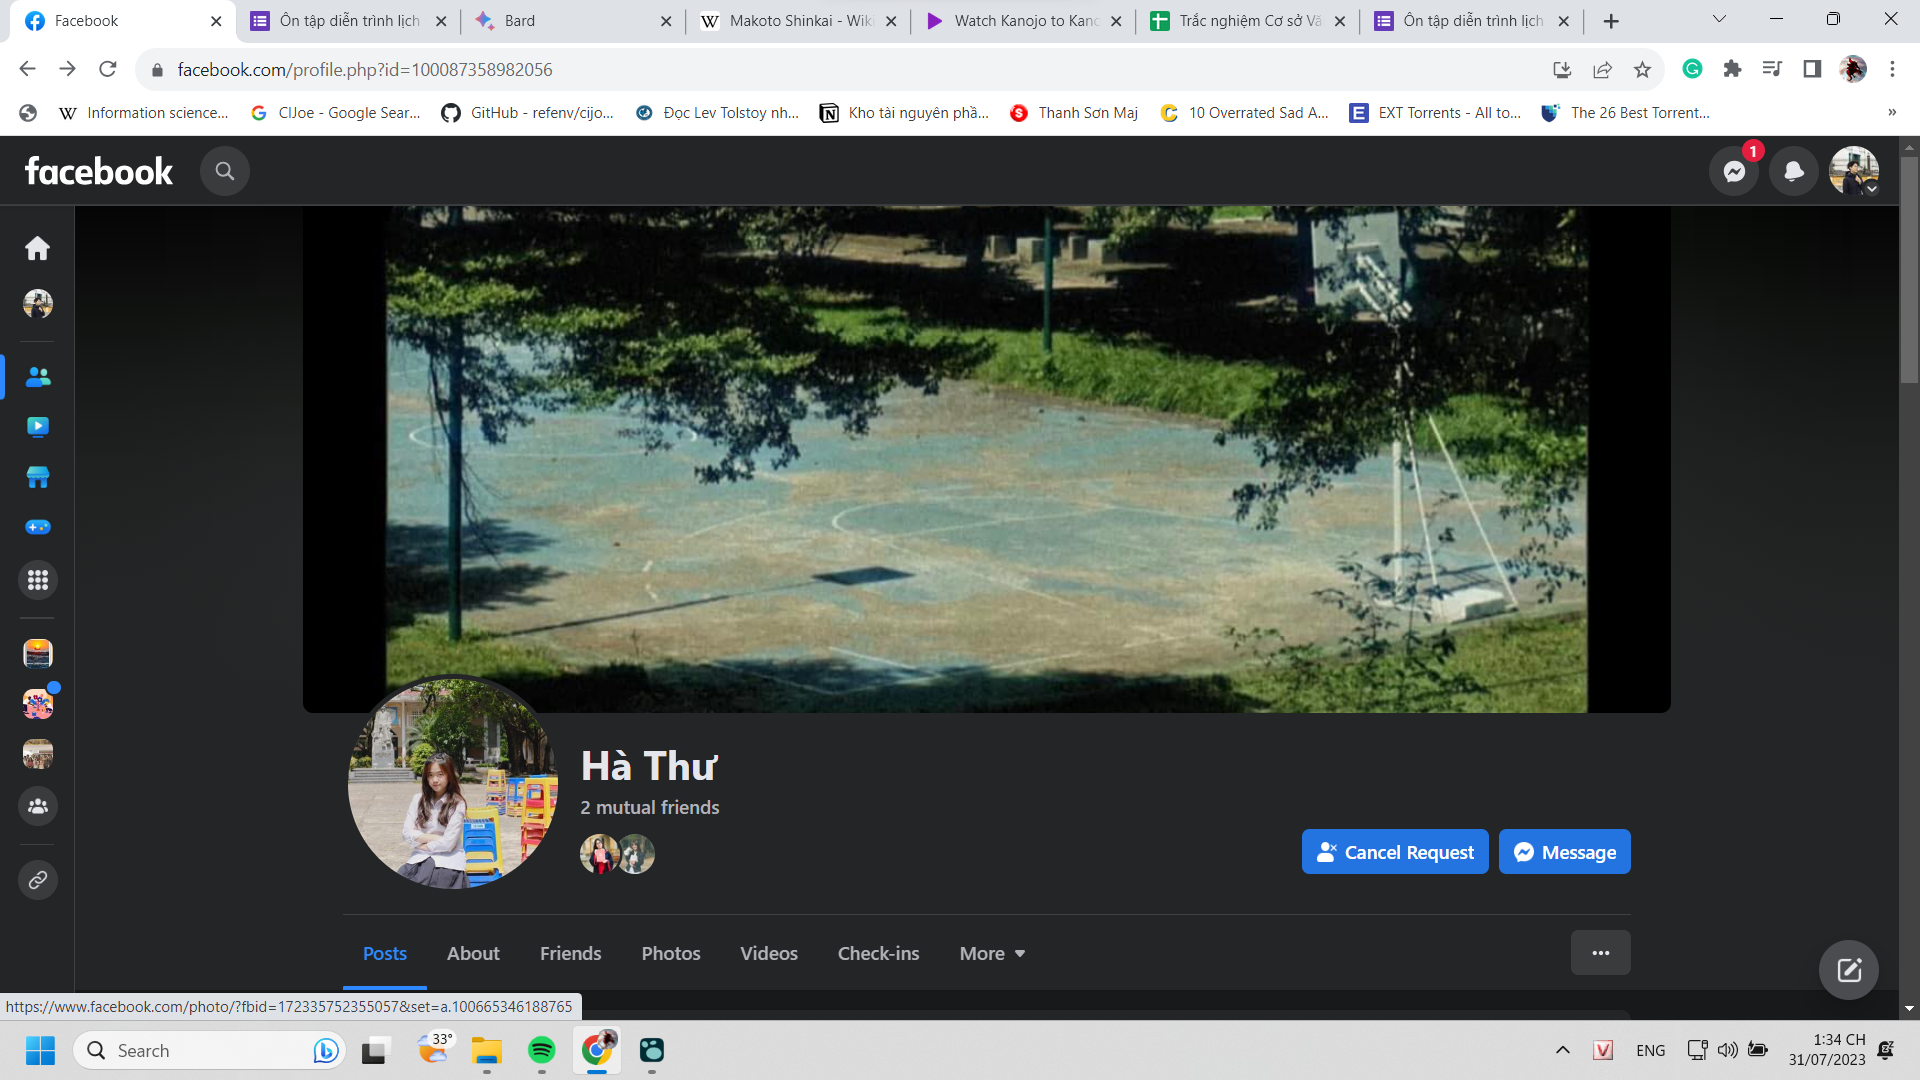 Facebook
Ôn tập diễn trình lịch
Bard
Makoto Shinkai - Wiki
Watch Kanojo to Kano
Trắc nghiệm Cơ sở Vă
Ôn tập diễn trình lịch
facebook.com/profile.php?id=100087358982056
Information science...
CIJoe - Google Sear...
GitHub - refenv/cijo...
Đọc Lev Tolstoy nh...
Kho tài nguyên phầ...
Thanh Sơn Maj
10 Overrated Sad A...
EXT Torrents - All to...
The 26 Best Torrent...
»
facebook
1
Hà Thư
2 mutual friends
Cancel Request
Message
Posts
About
Friends
Photos
Videos
Check-ins
More
https://www.facebook.com/photo/?fbid=172335752355057&set=a.100665346188765
Search
33°
ENG
1:34 CH
31/07/2023